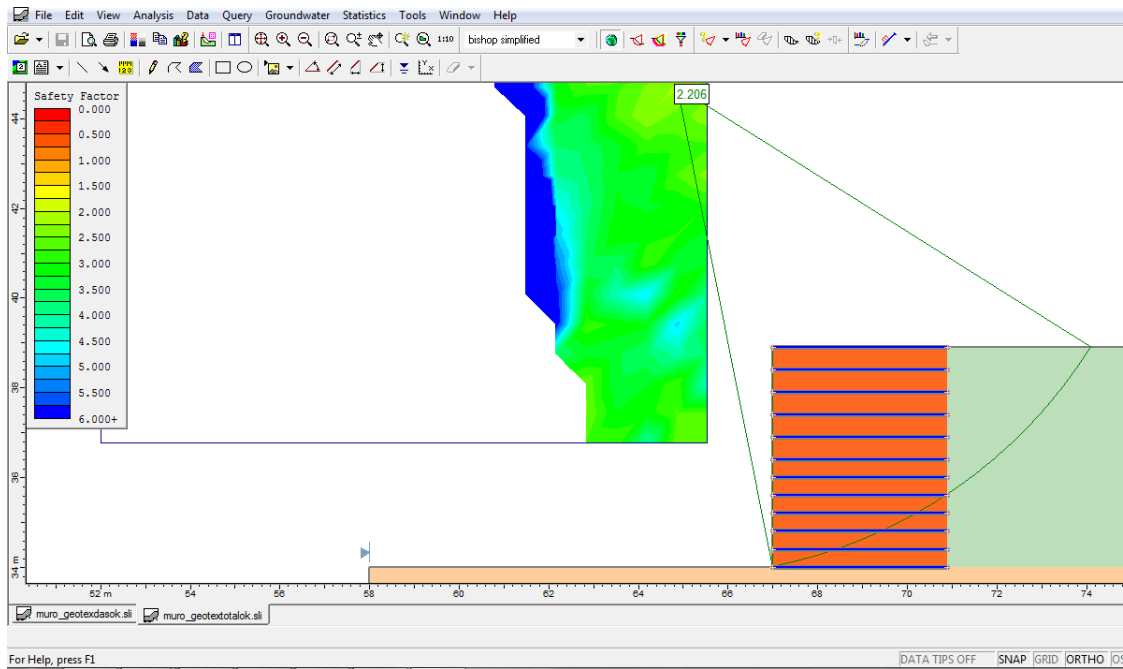 File Edit View Analysis Data Query Groundwater Statistics Tools Window Help
1:10 bishop simplified
Safety Factor
0.000
0.500
1.000
1.500
2.000
2.500
3.000
3.500
4.000
4.500
5.000
5.500
6.000+
2.206
44
42
40
38
36
34 m
52 m 54 56 58 60 62 64 66 68 70 72 74
muro_geotexdasok.sli muro_geotextotalok.sli
For Help, press F1 DATA TIPS OFF SNAP GRID ORTHO OS